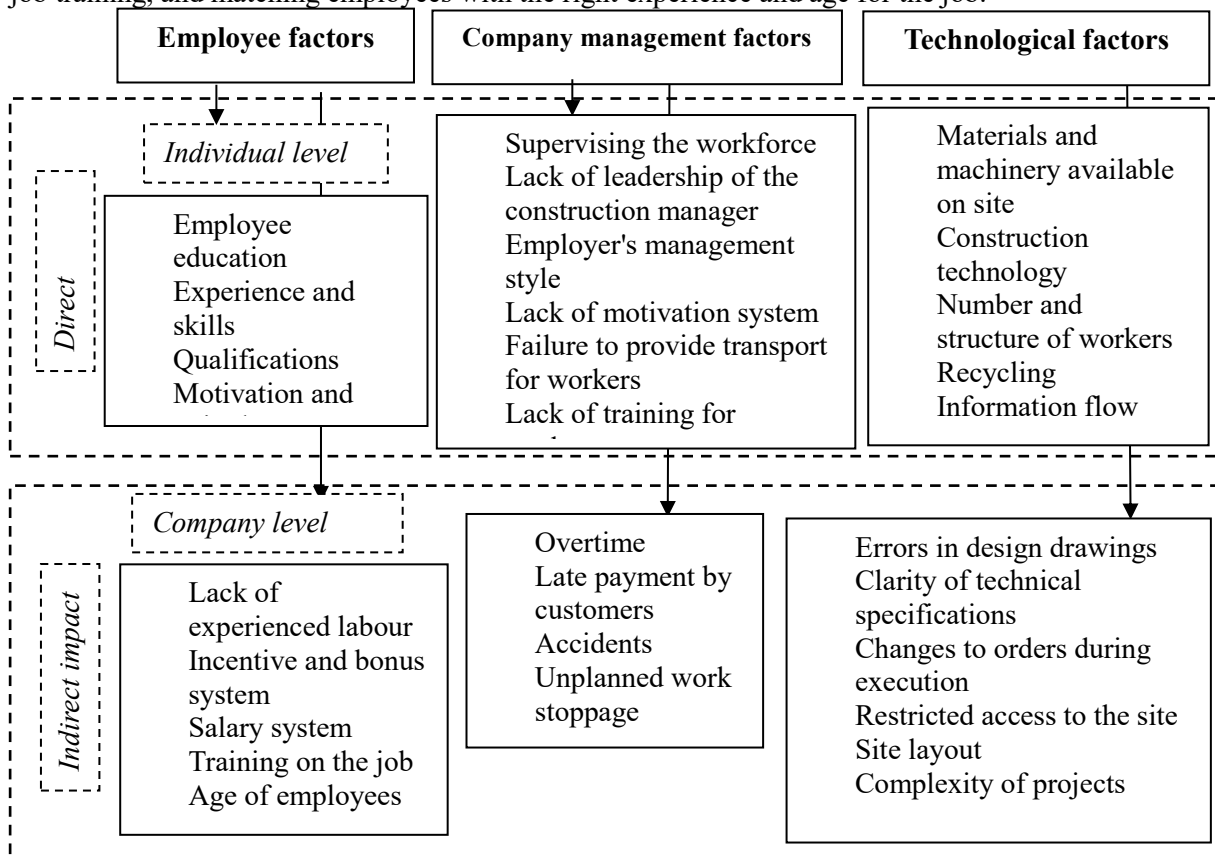 job training, and matching employees with the right experience and age for the job.
Employee factors
Company management factors
Technological factors
Direct
Individual level
Employee
education
Experience and
skills
Qualifications
Motivation and
Supervising the workforce
Lack of leadership of the
construction manager
Employer's management
style
Lack of motivation system
Failure to provide transport
for workers
Lack of training for
Materials and
machinery available
on site
Construction
technology
Number and
structure of workers
Recycling
Information flow
Indirect impact
Company level
Lack of
experienced labour
Incentive and bonus
system
Salary system
Training on the job
Age of employees
Overtime
Late payment by
customers
Accidents
Unplanned work
stoppage
Errors in design drawings
Clarity of technical
specifications
Changes to orders during
execution
Restricted access to the site
Site layout
Complexity of projects